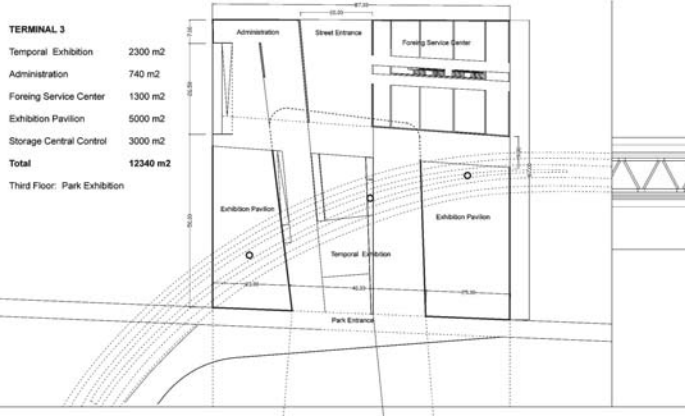 TERMINAL 3
Temporal Exhibition 2300 m2
Administration 740 m2
Foreing Service Center 1300 m2
Exhibition Pavilion 5000 m2
Storage Central Control 3000 m2
Total 12340 m2
Third Floor: Park Exhibition
Administration
Street Entrance
Foreing Service Center
Exhibition Pavilion
Exhibition Pavilion
Temporal Exhibition
Park Entrance